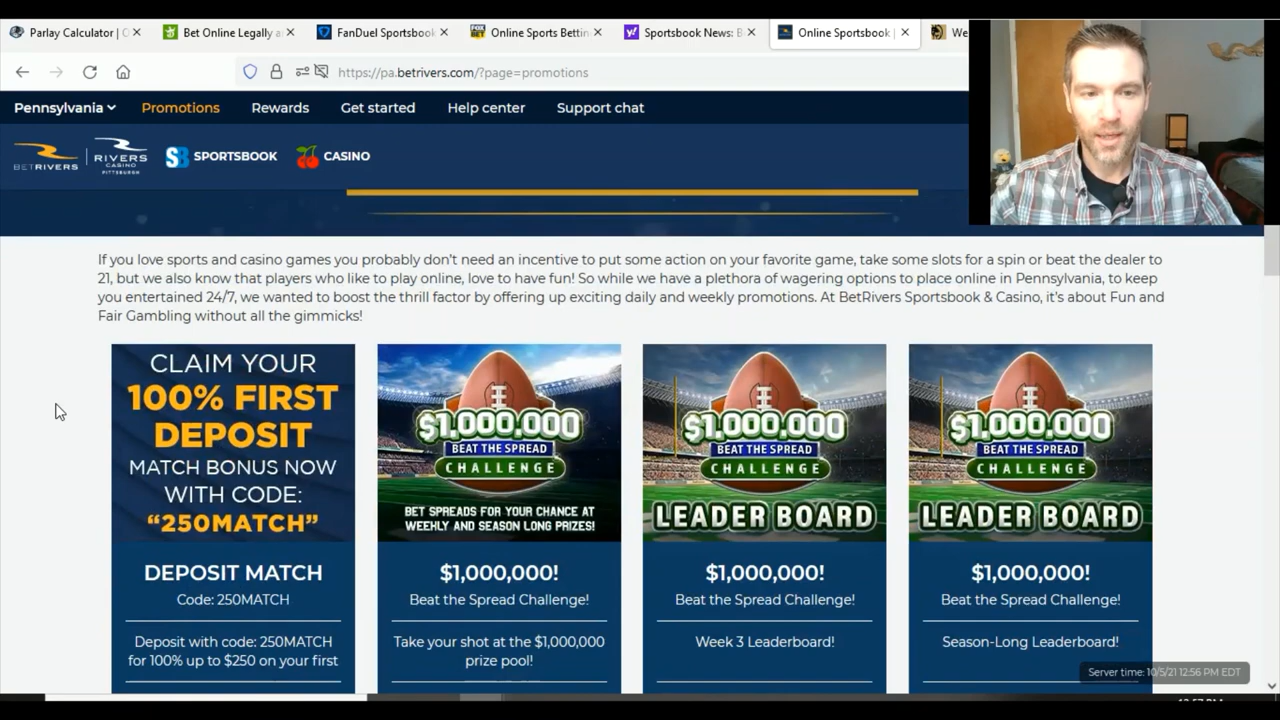 Parlay Calculator | O
Bet Online Legally a
FanDuel Sportsbook
FOX BET
Online Sports Bettin
Sportsbook News: B
Online Sportsbook |
We
https://pa.betrivers.com/?page=promotions
Pennsylvania
Promotions
Rewards
Get started
Help center
Support chat
BETRIVERS
RIVERS
CASINO
PITTSBURGH
SB
SPORTSBOOK
CASINO
If you love sports and casino games you probably don't need an incentive to put some action on your favorite game, take some slots for a spin or beat the dealer to
21, but we also know that players who like to play online, love to have fun! So while we have a plethora of wagering options to place online in Pennsylvania, to keep
you entertained 24/7, we wanted to boost the thrill factor by offering up exciting daily and weekly promotions. At BetRivers Sportsbook & Casino, it's about Fun and
Fair Gambling without all the gimmicks!
CLAIM YOUR
100% FIRST
DEPOSIT
MATCH BONUS NOW
WITH CODE:
“250MATCH”
DEPOSIT MATCH
Code: 250MATCH
Deposit with code: 250MATCH
for 100% up to $250 on your first
$1,000,000
BEAT THE SPREAD
CHALLENGE
BET SPREADS FOR YOUR CHANCE AT
WEEKLY AND SEASON LONG PRIZES!
$1,000,000!
Beat the Spread Challenge!
Take your shot at the $1,000,000
prize pool!
$1,000,000
BEAT THE SPREAD
CHALLENGE
LEADER BOARD
$1,000,000!
Beat the Spread Challenge!
Week 3 Leaderboard!
$1,000,000
BEAT THE SPREAD
CHALLENGE
LEADER BOARD
$1,000,000!
Beat the Spread Challenge!
Season-Long Leaderboard!
Server time: 10/5/21 12:56 PM EDT